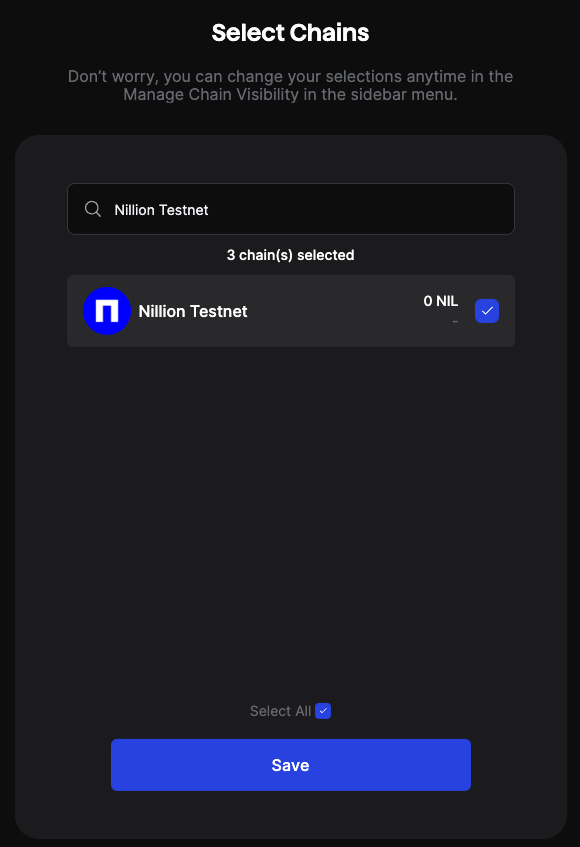 Select Chains
Don’t worry, you can change your selections anytime in the
Manage Chain Visibility in the sidebar menu.
Nillion Testnet
3 chain(s) selected
Nillion Testnet
0 NIL
-
Select All
Save